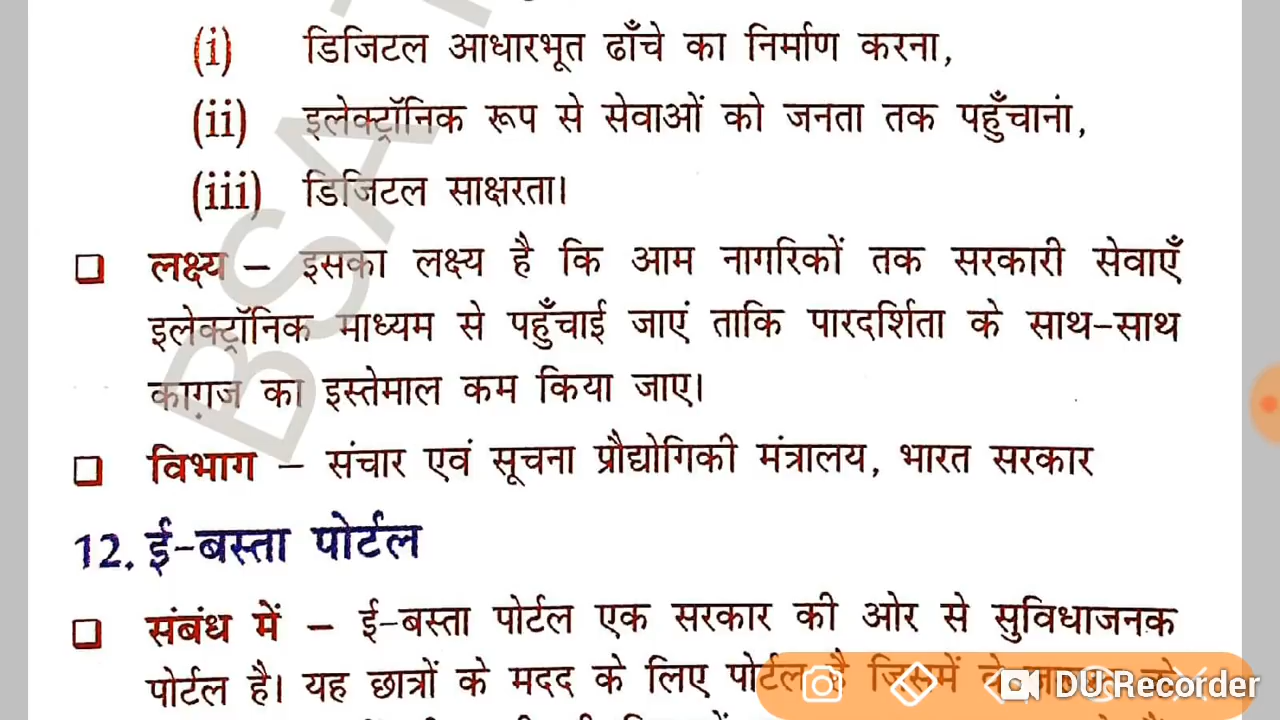 (i) डिजिटल आधारभूत ढाँचे का निर्माण करना,
(ii) इलेक्ट्रॉनिक रूप से सेवाओं को जनता तक पहुँचानां,
(iii) डिजिटल साक्षरता।
❑ लक्ष्य – इसका लक्ष्य है कि आम नागरिकों तक सरकारी सेवाएँ
इलेक्ट्रॉनिक माध्यम से पहुँचाई जाएं ताकि पारदर्शिता के साथ-साथ
काग़ज का इस्तेमाल कम किया जाए।
❑ विभाग – संचार एवं सूचना प्रौद्योगिकी मंत्रालय, भारत सरकार
12. ई-बस्ता पोर्टल
❑ संबंध में – ई-बस्ता पोर्टल एक सरकार की ओर से सुविधाजनक
पोर्टल है। यह छात्रों के मदद के लिए पोर्टल है जिसमें
DU Recorder
BSA